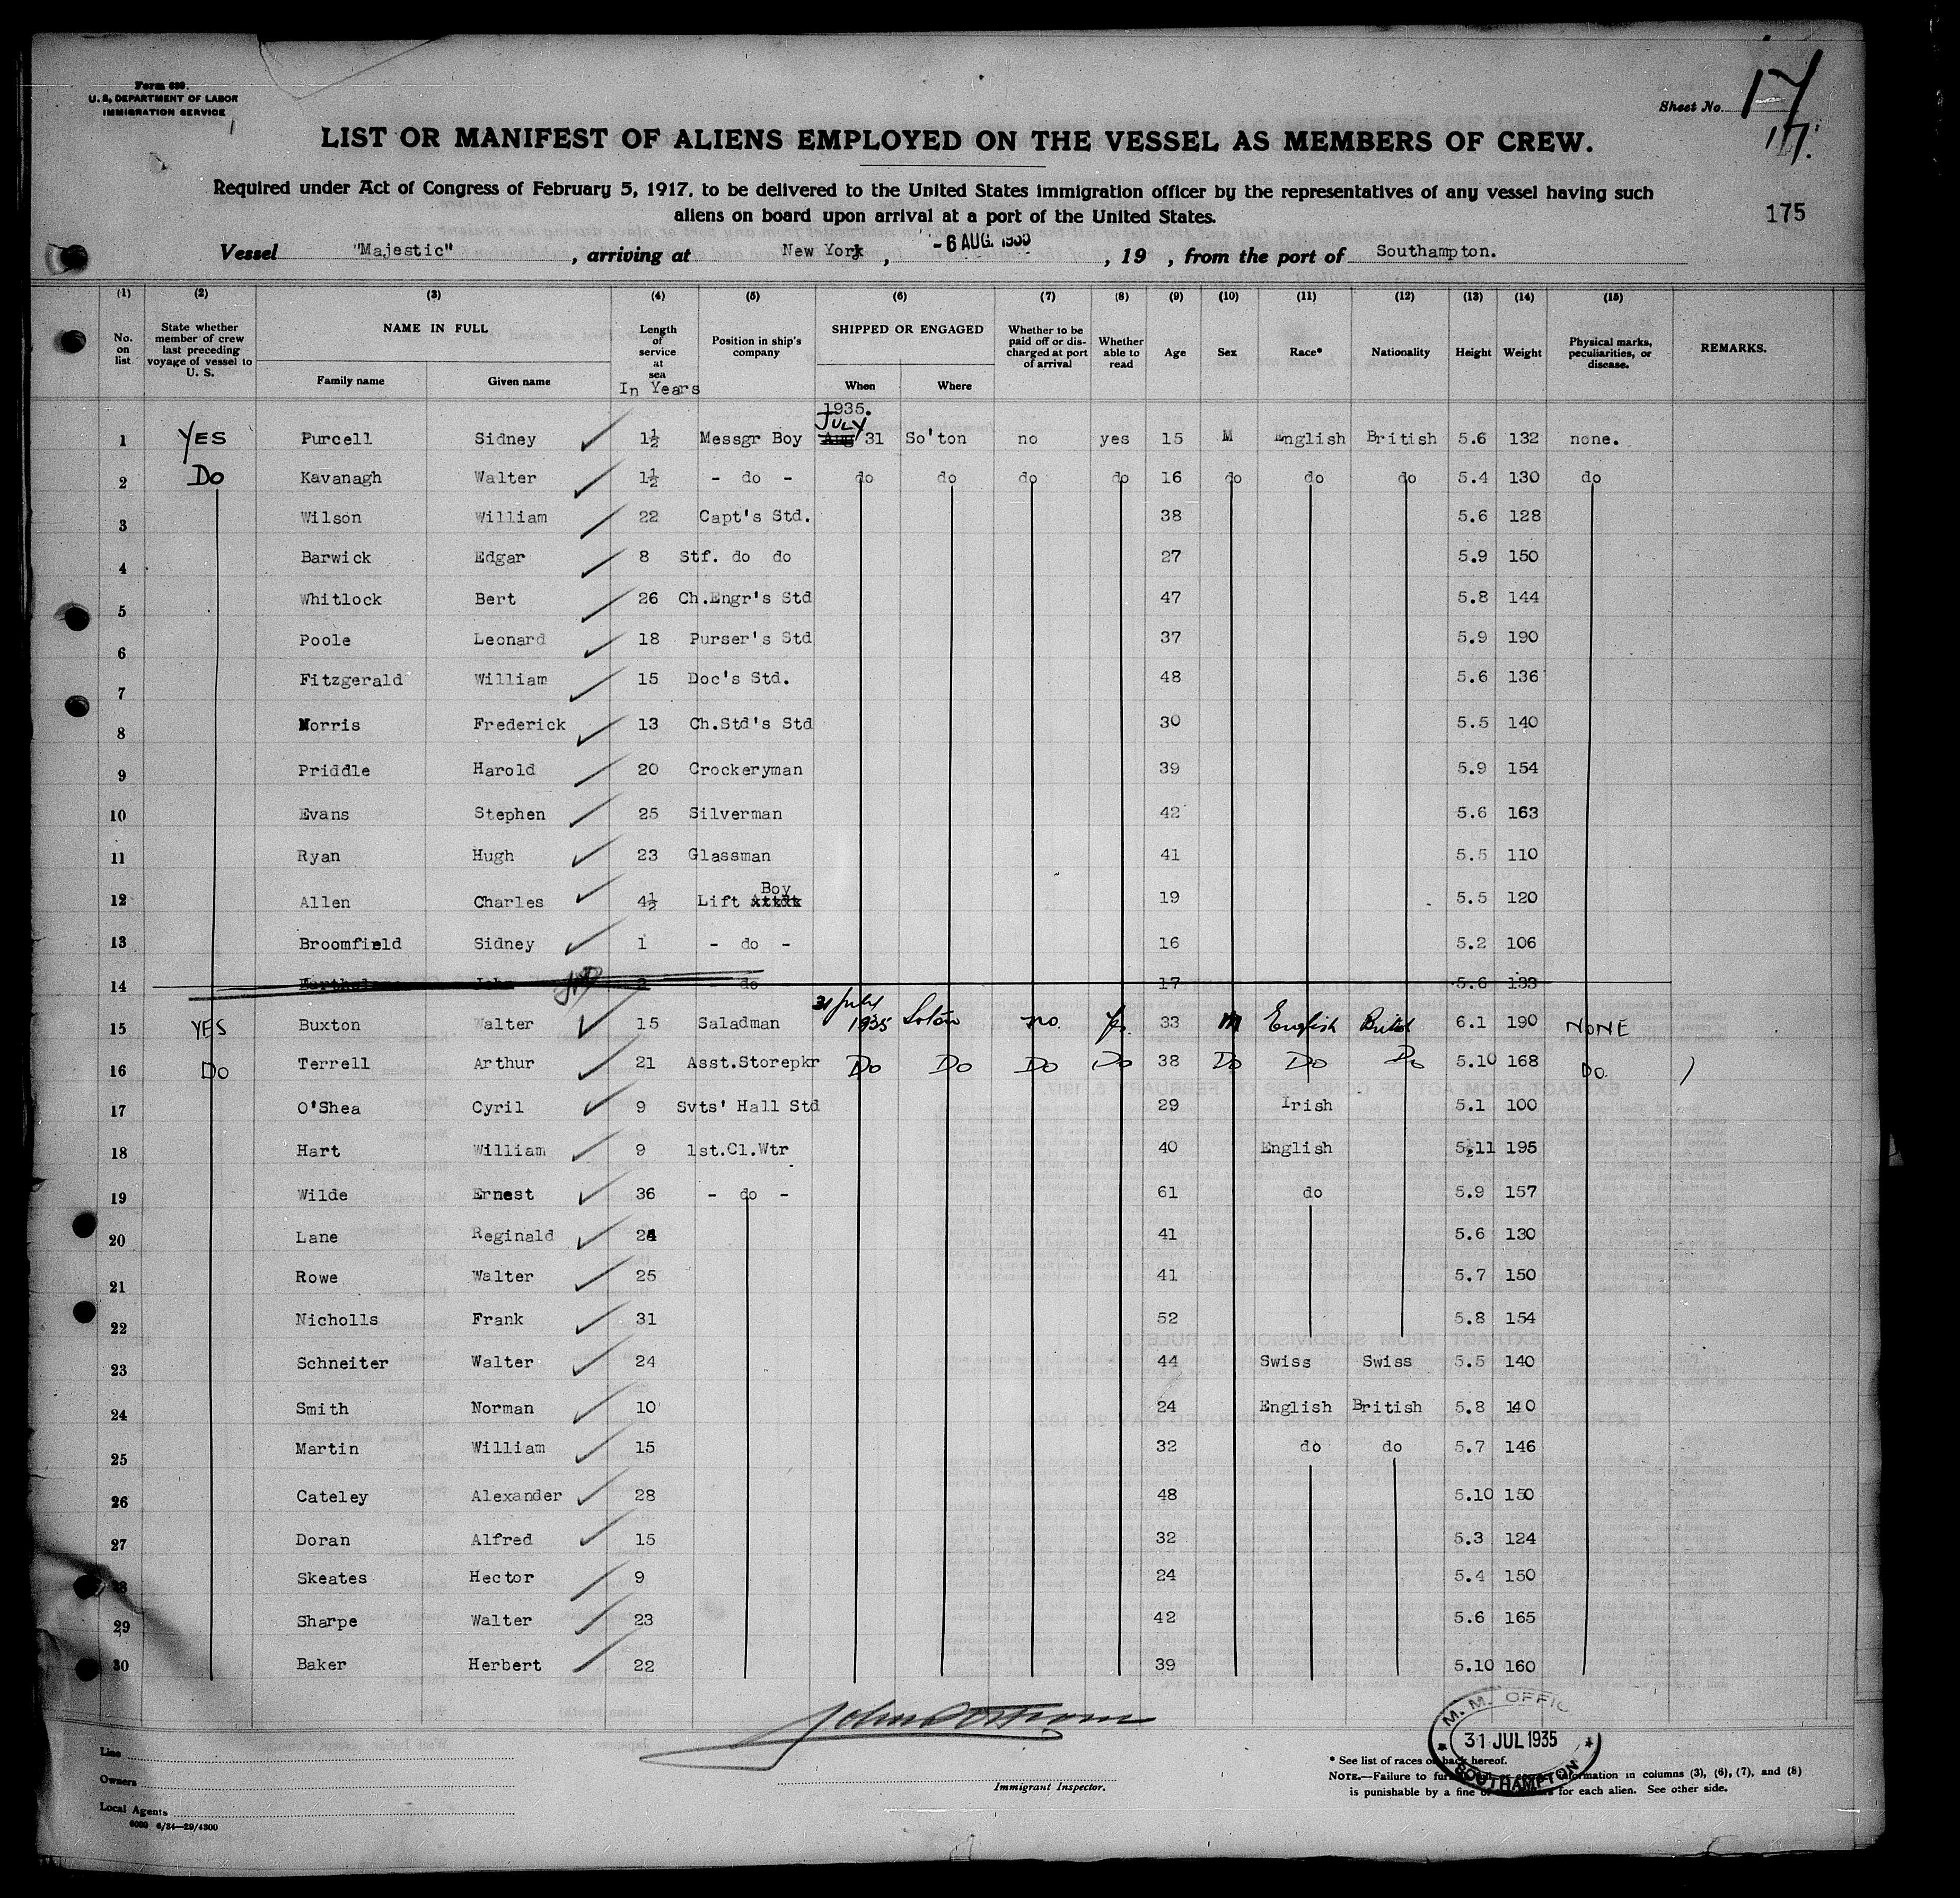 Form 680.
U. S. DEPARTMENT OF LABOR
IMMIGRATION SERVICE
Sheet No. 17
17.
LIST OR MANIFEST OF ALIENS EMPLOYED ON THE VESSEL AS MEMBERS OF CREW.
Required under Act of Congress of February 5, 1917, to be delivered to the United States immigration officer by the representatives of any vessel having such
aliens on board upon arrival at a port of the United States.
175
Vessel "Majestic", arriving at New York, -6 AUG. 1935, 19 , from the port of Southampton.
(1) (2) (3) (4) (5) (6) (7) (8) (9) (10) (11) (12) (13) (14) (15)
No. on list State whether member of crew last preceding voyage of vessel to U. S. NAME IN FULL Family name Given name Length of service at sea In Years Position in ship's company SHIPPED OR ENGAGED When Where Whether to be paid off or discharged at port of arrival Whether able to read Age Sex Race* Nationality Height Weight Physical marks, peculiarities, or disease. REMARKS.
1935.
JULY
1 YES Purcell Sidney 1½ Messgr Boy Aug 31 So'ton no yes 15 M English British 5.6 132 none.
2 Do Kavanagh Walter 1½ - do - do do do do 16 do do do 5.4 130 do
3 Wilson William 22 Capt's Std. 38 5.6 128
4 Barwick Edgar 8 Stf. do do 27 5.9 150
5 Whitlock Bert 26 Ch.Engr's Std 47 5.8 144
6 Poole Leonard 18 Purser's Std 37 5.9 190
7 Fitzgerald William 15 Doc's Std. 48 5.6 136
8 Morris Frederick 13 Ch.Std's Std 30 5.5 140
9 Priddle Harold 20 Crockeryman 39 5.9 154
10 Evans Stephen 25 Silverman 42 5.6 163
11 Ryan Hugh 23 Glassman 41 5.5 110
Boy
12 Allen Charles 4½ Lift 19 5.5 120
13 Broomfield Sidney 1 - do - 16 5.2 106
14 John do 17 5.6 133
31 July
15 YES Buxton Walter 15 Saladman 1935 Soton no. 33 M English British 6.1 190 NONE
16 Do Terrell Arthur 21 Asst.Storepkr Do Do Do Do 38 Do Do Do 5.10 168 Do.
17 O'Shea Cyril 9 Svts' Hall Std 29 Irish 5.1 100
18 Hart William 9 1st.Cl.Wtr 40 English 5.11 195
19 Wilde Ernest 36 - do - 61 do 5.9 157
20 Lane Reginald 24 41 5.6 130
21 Rowe Walter 25 41 5.7 150
22 Nicholls Frank 31 52 5.8 154
23 Schneiter Walter 24 44 Swiss Swiss 5.5 140
24 Smith Norman 10 24 English British 5.8 140
25 Martin William 15 32 do do 5.7 146
26 Cateley Alexander 28 48 5.10 150
27 Doran Alfred 15 32 5.3 124
28 Skeates Hector 9 24 5.4 150
29 Sharpe Walter 23 42 5.6 165
30 Baker Herbert 22 39 5.10 160
Line
Owners
Local Agents
6000 6/34—29/4300
Immigrant Inspector.
M. M. OFFIC
31 JUL 1935
SOUTHAMPTON
* See list of races on back hereof.
NOTE.—Failure to information in columns (3), (6), (7), and (8)
is punishable by a fine of for each alien. See other side.